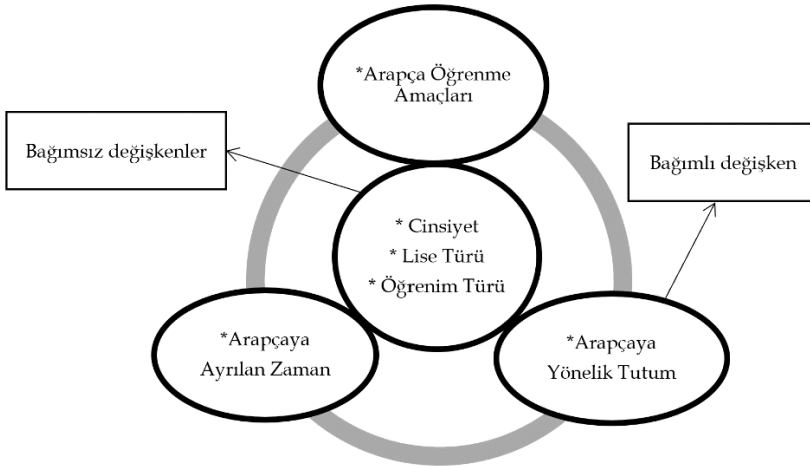 *Arapça Öğrenme
Amaçları
Bağımsız değişkenler
Bağımlı değişken
* Cinsiyet
* Lise Türü
* Öğrenim Türü
*Arapçaya
Ayrılan Zaman
*Arapçaya
Yönelik Tutum